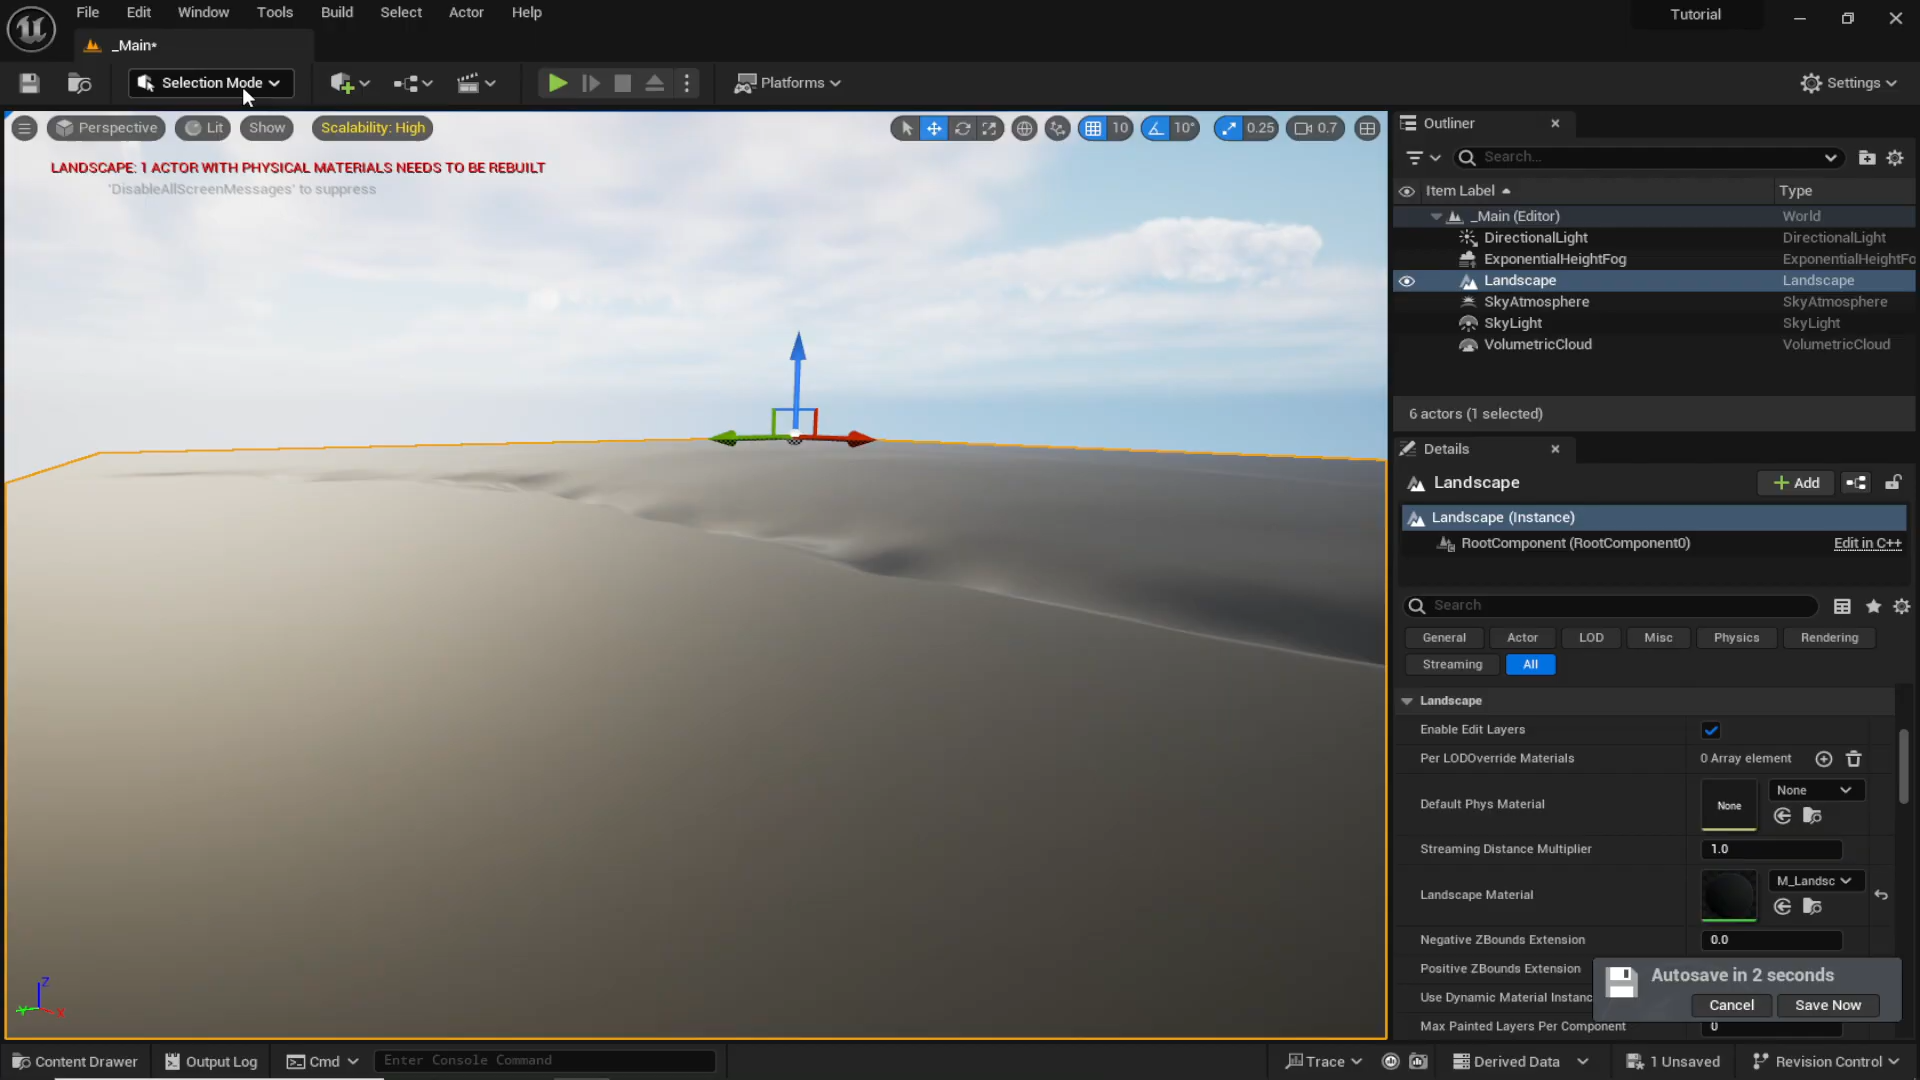 File Edit Window Tools Build Select Actor Help
Tutorial
_Main*
Selection Mode
Platforms
Settings
Perspective Lit Show Scalability: High
10 10° 0.25 0.7
LANDSCAPE: 1 ACTOR WITH PHYSICAL MATERIALS NEEDS TO BE REBUILT
'DisableAllScreenMessages' to suppress
Z
Y X
Outliner
Search...
Item Label Type
_Main (Editor) World
DirectionalLight DirectionalLight
ExponentialHeightFog ExponentialHeightFo
Landscape Landscape
SkyAtmosphere SkyAtmosphere
SkyLight SkyLight
VolumetricCloud VolumetricCloud
6 actors (1 selected)
Details
Landscape
Add
Landscape (Instance)
RootComponent (RootComponent0) Edit in C++
Search
General Actor LOD Misc Physics Rendering
Streaming All
Landscape
Enable Edit Layers
Per LODOverride Materials 0 Array element
Default Phys Material None None
Streaming Distance Multiplier 1.0
Landscape Material M_Landsc
Negative ZBounds Extension 0.0
Positive ZBounds Extension
Use Dynamic Material Instanc
Max Painted Layers Per Component 0
Autosave in 2 seconds
Cancel Save Now
Content Drawer Output Log Cmd Enter Console Command
Trace Derived Data 1 Unsaved Revision Control